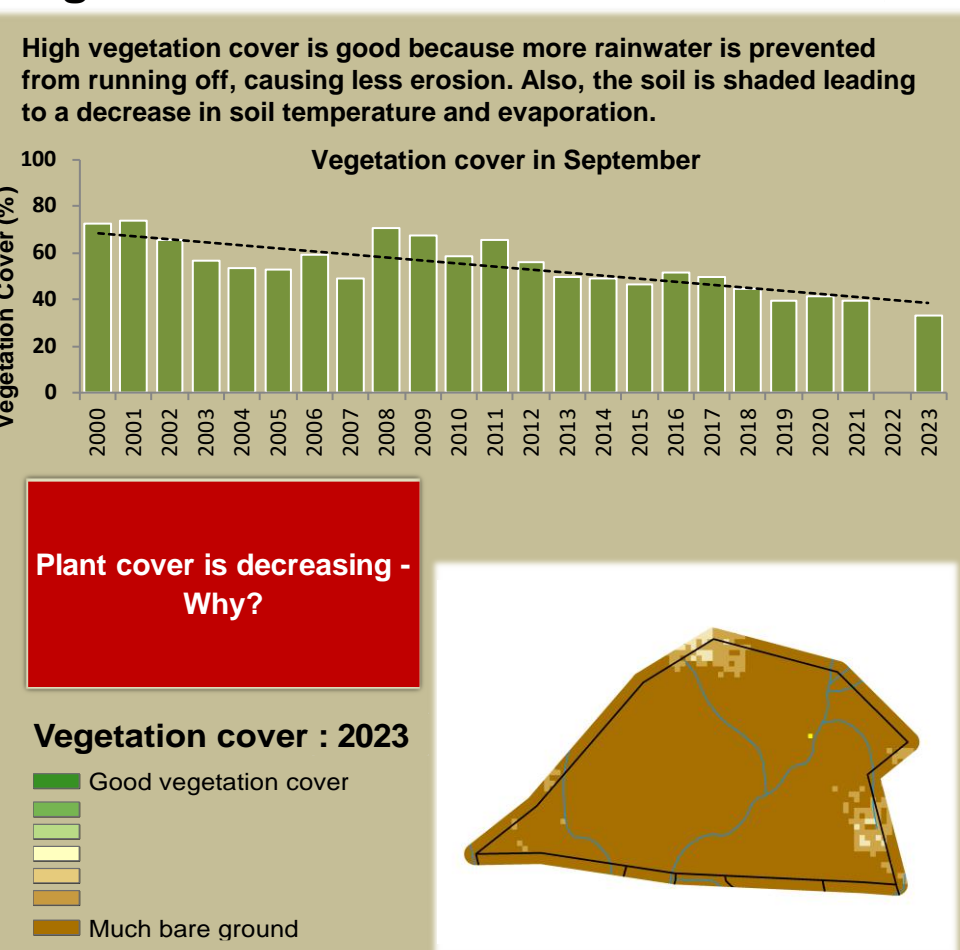 High vegetation cover is good because more rainwater is prevented
from running off, causing less erosion. Also, the soil is shaded leading
to a decrease in soil temperature and evaporation.
Vegetation cover in September
Vegetation Cover (%)
100
80
60
40
20
0
2000 2001 2002 2003 2004 2005 2006 2007 2008 2009 2010 2011 2012 2013 2014 2015 2016 2017 2018 2019 2020 2021 2022 2023
Plant cover is decreasing -
Why?
Vegetation cover : 2023
Good vegetation cover
Much bare ground